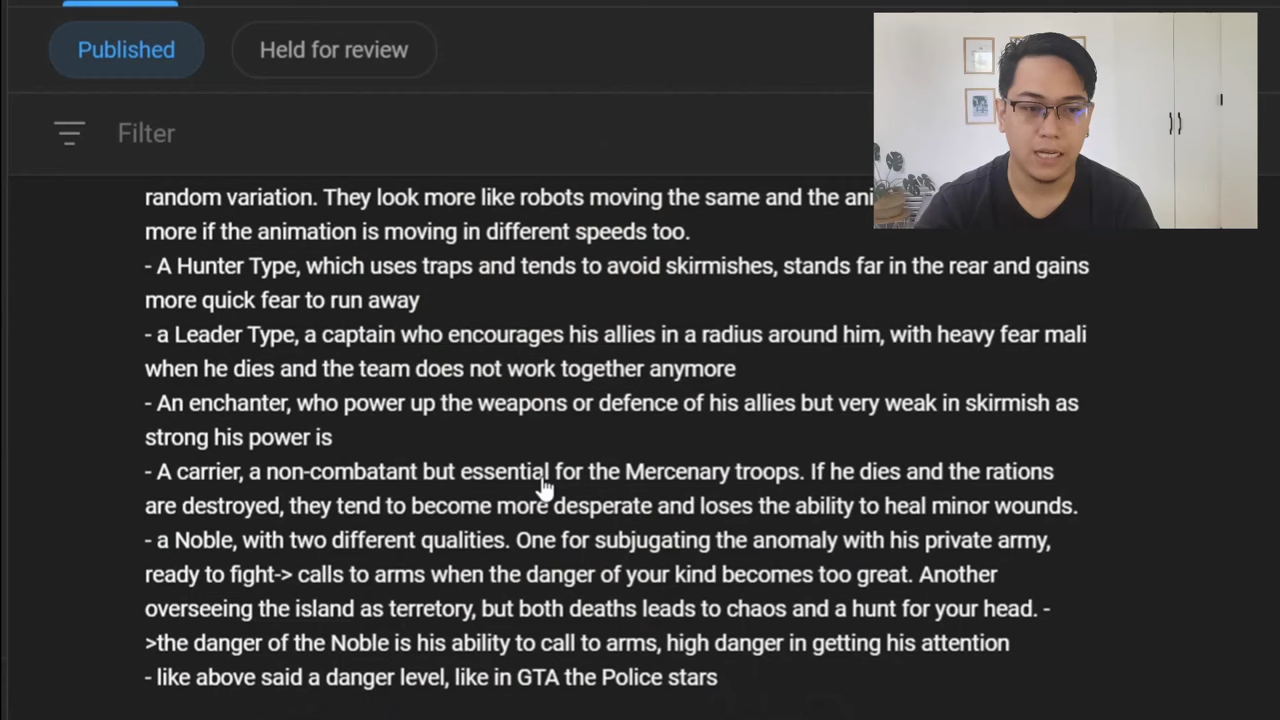 Published
Held for review
Filter
random variation. They look more like robots moving the same and the
more if the animation is moving in different speeds too.
- A Hunter Type, which uses traps and tends to avoid skirmishes, stands far in the rear and gains
more quick fear to run away
- a Leader Type, a captain who encourages his allies in a radius around him, with heavy fear mali
when he dies and the team does not work together anymore
- An enchanter, who power up the weapons or defence of his allies but very weak in skirmish as
strong his power is
- A carrier, a non-combatant but essential for the Mercenary troops. If he dies and the rations
are destroyed, they tend to become more desperate and loses the ability to heal minor wounds.
- a Noble, with two different qualities. One for subjugating the anomaly with his private army,
ready to fight-> calls to arms when the danger of your kind becomes too great. Another
overseeing the island as terretory, but both deaths leads to chaos and a hunt for your head. -
>the danger of the Noble is his ability to call to arms, high danger in getting his attention
- like above said a danger level, like in GTA the Police stars